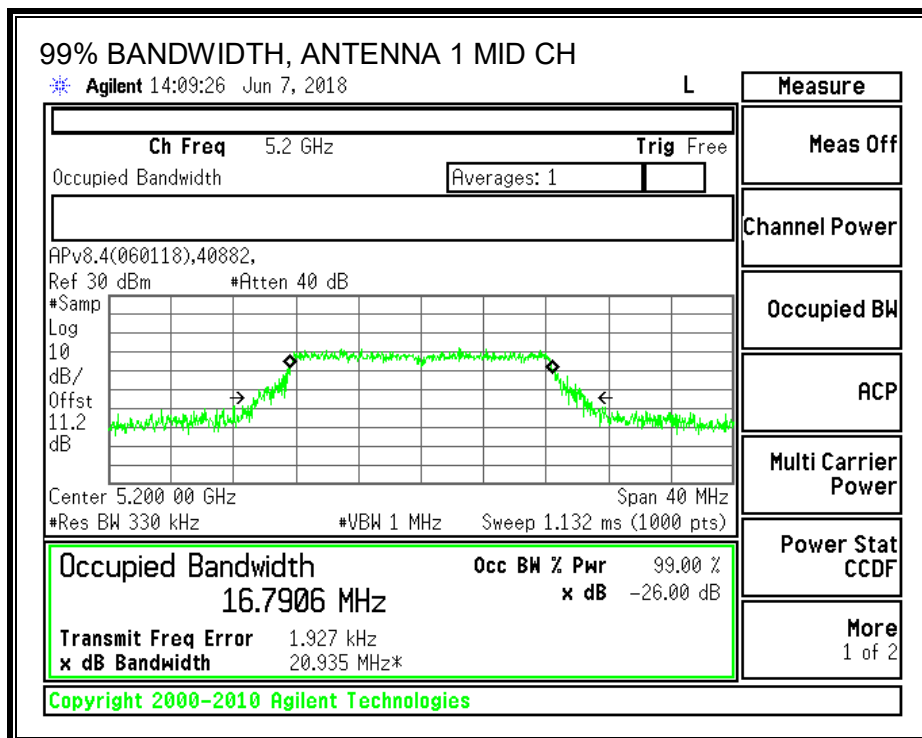 99% BANDWIDTH, ANTENNA 1 MID CH
Agilent 14:09:26 Jun 7, 2018 L
Ch Freq 5.2 GHz Trig Free
Occupied Bandwidth Averages: 1
APv8.4(060118),40882,
Ref 30 dBm #Atten 40 dB
#Samp
Log
10
dB/
Offst
11.2
dB
Center 5.200 00 GHz Span 40 MHz
#Res BW 330 kHz #VBW 1 MHz Sweep 1.132 ms (1000 pts)
Occupied Bandwidth Occ BW % Pwr 99.00 %
16.7906 MHz x dB -26.00 dB
Transmit Freq Error 1.927 kHz
x dB Bandwidth 20.935 MHz*
Copyright 2000-2010 Agilent Technologies
Measure
Meas Off
Channel Power
Occupied BW
ACP
Multi Carrier
Power
Power Stat
CCDF
More
1 of 2